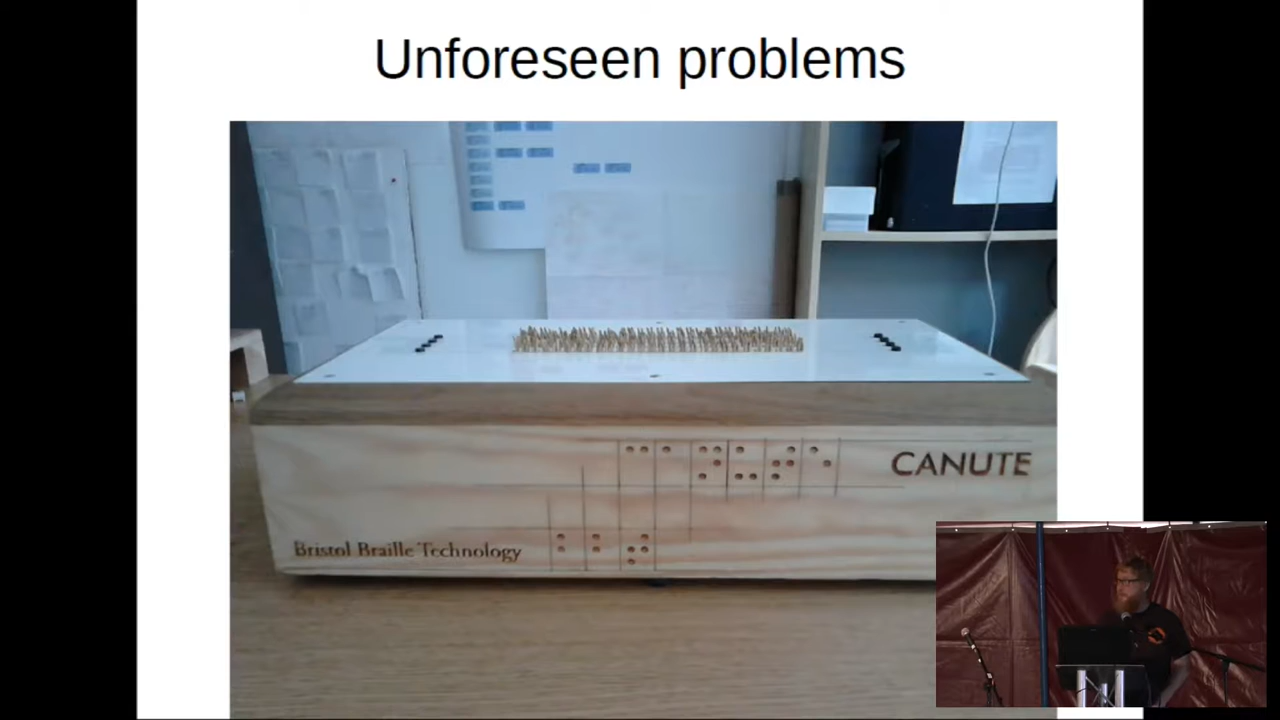 Unforeseen problems
⠉⠁⠝⠥⠞⠑
CANUTE
Bristol Braille Technology
⠃⠃⠞